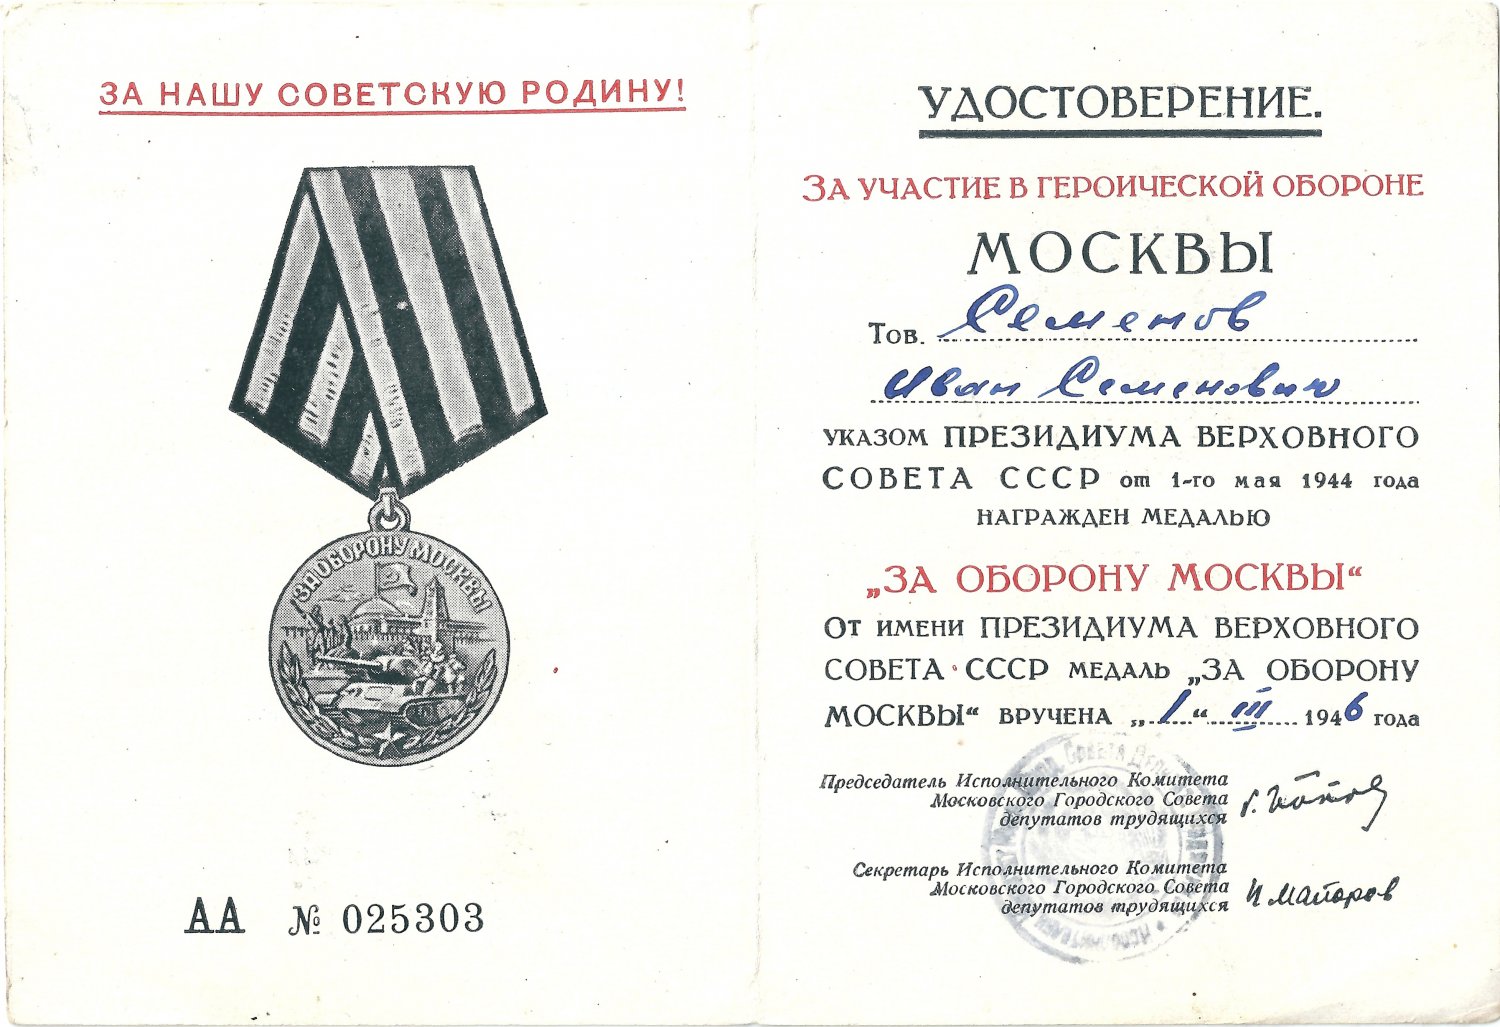 ЗА НАШУ СОВЕТСКУЮ РОДИНУ!
ЗА ОБОРОНУ МОСКВЫ
АА № 025303
УДОСТОВЕРЕНИЕ.
ЗА УЧАСТИЕ В ГЕРОИЧЕСКОЙ ОБОРОНЕ
МОСКВЫ
Тов. Семенов
Иван Семенович
УКАЗОМ ПРЕЗИДИУМА ВЕРХОВНОГО
СОВЕТА СССР от 1-го мая 1944 года
НАГРАЖДЕН МЕДАЛЬЮ
„ЗА ОБОРОНУ МОСКВЫ“
От имени ПРЕЗИДИУМА ВЕРХОВНОГО
СОВЕТА СССР МЕДАЛЬ „ЗА ОБОРОНУ
МОСКВЫ“ ВРУЧЕНА „1“ III 1946 года
Председатель Исполнительного Комитета
Московского Городского Совета
депутатов трудящихся
Г. Попов
Секретарь Исполнительного Комитета
Московского Городского Совета
депутатов трудящихся
П Майоров